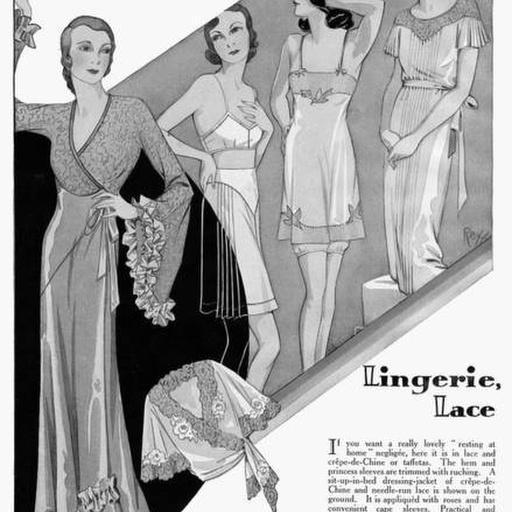 Lingerie,
Lace
If you want a really lovely "resting at
home" negligée, here it is in lace and
crêpe-de-Chine or taffetas. The hem and
princess sleeves are trimmed with ruching. A
sit-up-in-bed dressing-jacket of crêpe-de-
Chine and needle-run lace is shown on the
ground. It is appliquéd with roses and has
convenient cape sleeves. Practical and